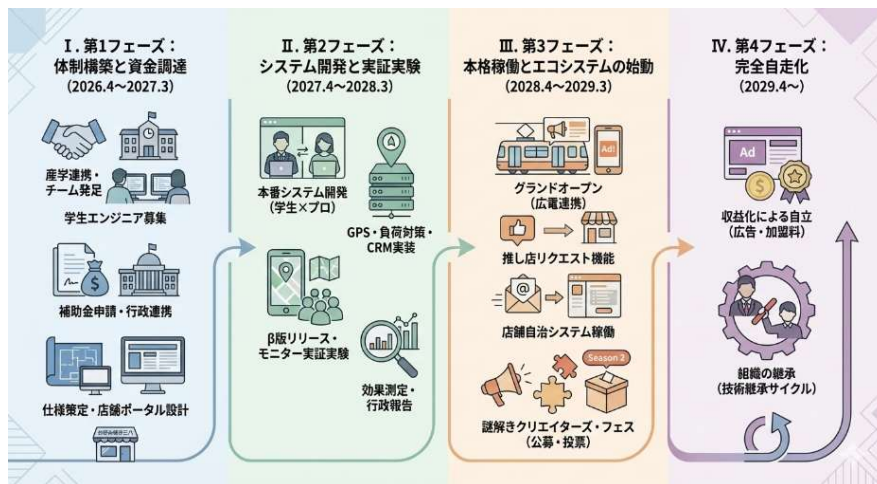 I. 第1フェーズ：
体制構築と資金調達
（2026.4～2027.3）
産学連携・
チーム発足
学生エンジニア募集
$
補助金申請・行政連携
仕様策定・店舗ポータル設計
II. 第2フェーズ：
システム開発と実証実験
（2027.4～2028.3）
本番システム開発
（学生×プロ）
GPS・負荷対策・
CRM実装
β版リリース・
モニター実証実験
効果測定・
行政報告
III. 第3フェーズ：
本格稼働とエコシステムの始動
（2028.4～2029.3）
Ad!
グランドオープン
（広電連携）
推し店リクエスト機能
@
店舗自治システム稼働
Season 2
謎解きクリエイターズ・フェス
（公募・投票）
IV. 第4フェーズ：
完全自走化
（2029.4～）
Ad
$
収益化による自立
（広告・加盟料）
組織の継承
（技術継承サイクル）